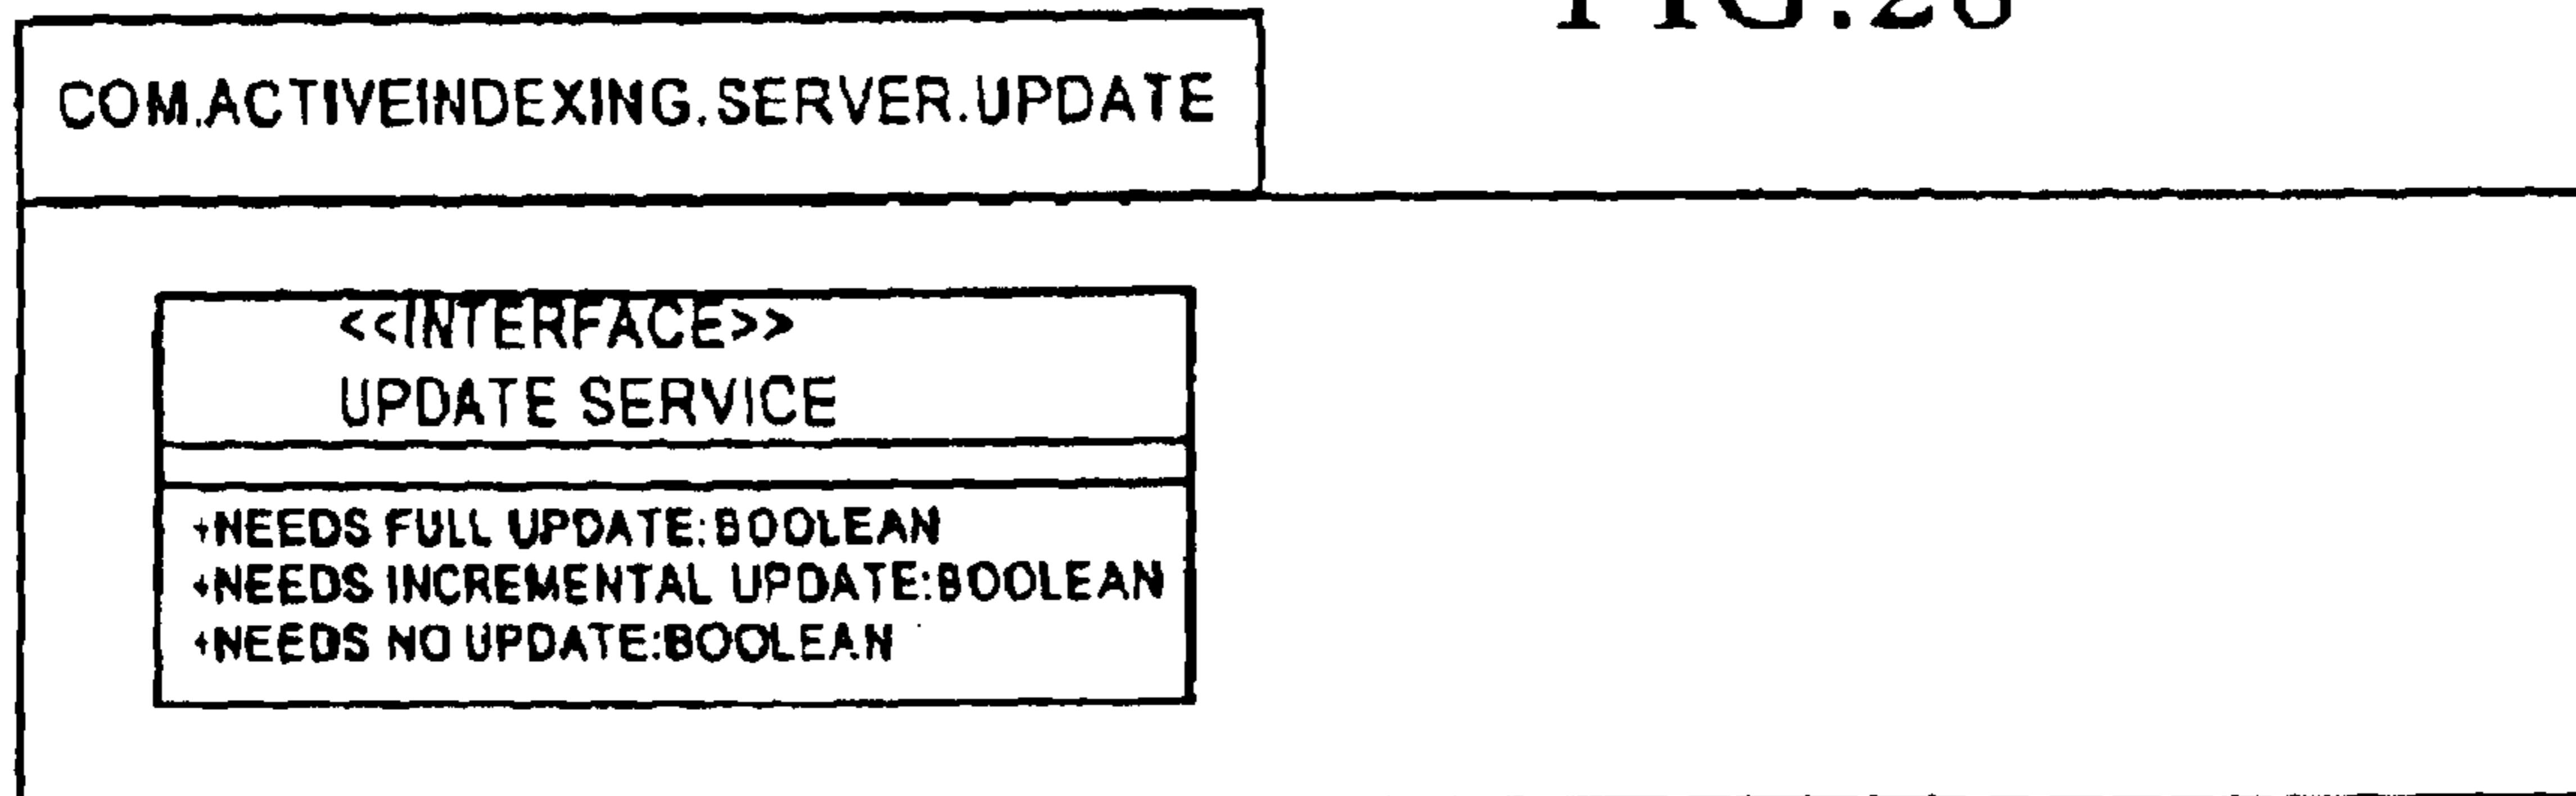 COM.ACTIVEINDEXING.SERVER.UPDATE
<<INTERFACE>>
UPDATE SERVICE
+NEEDS FULL UPDATE:BOOLEAN
+NEEDS INCREMENTAL UPDATE:BOOLEAN
+NEEDS NO UPDATE:BOOLEAN